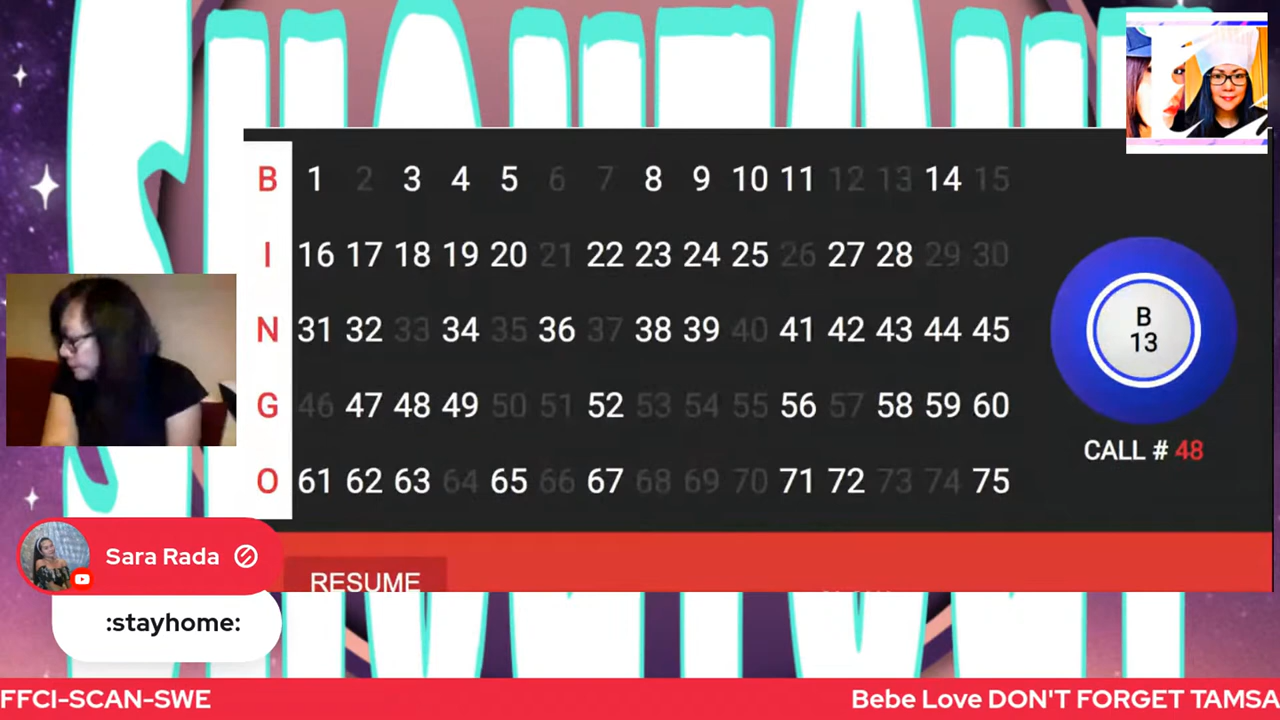 B 1 2 3 4 5 6 7 8 9 10 11 12 13 14 15
I 16 17 18 19 20 21 22 23 24 25 26 27 28 29 30
N 31 32 33 34 35 36 37 38 39 40 41 42 43 44 45
G 46 47 48 49 50 51 52 53 54 55 56 57 58 59 60
O 61 62 63 64 65 66 67 68 69 70 71 72 73 74 75
B
13
CALL # 48
RESUME
Sara Rada
:stayhome:
FFCI-SCAN-SWE
Bebe Love DON'T FORGET TAMSA